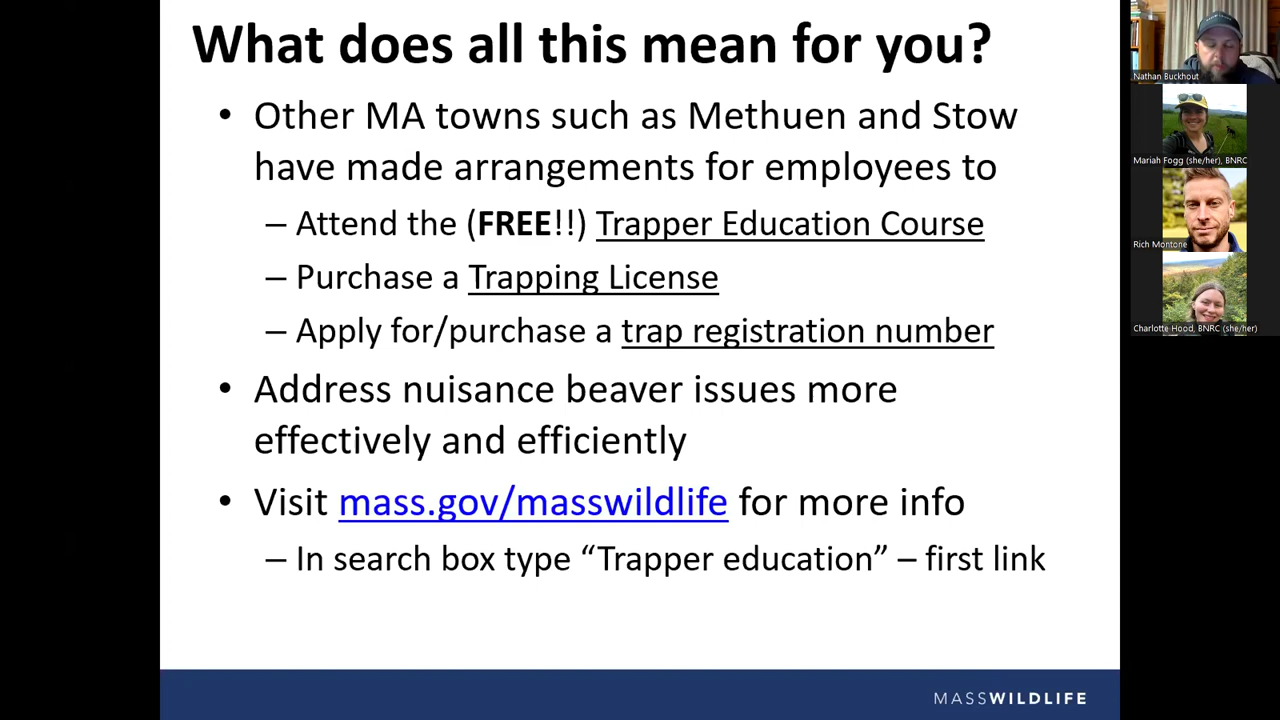 What does all this mean for you?
• Other MA towns such as Methuen and Stow
have made arrangements for employees to
– Attend the (FREE!!) Trapper Education Course
– Purchase a Trapping License
– Apply for/purchase a trap registration number
• Address nuisance beaver issues more
effectively and efficiently
• Visit mass.gov/masswildlife for more info
– In search box type “Trapper education” – first link
MASSWILDLIFE
Nathan Buckhout
Mariah Fogg (she/her), BNRC
Rich Montone
Charlotte Hood, BNRC (she/her)